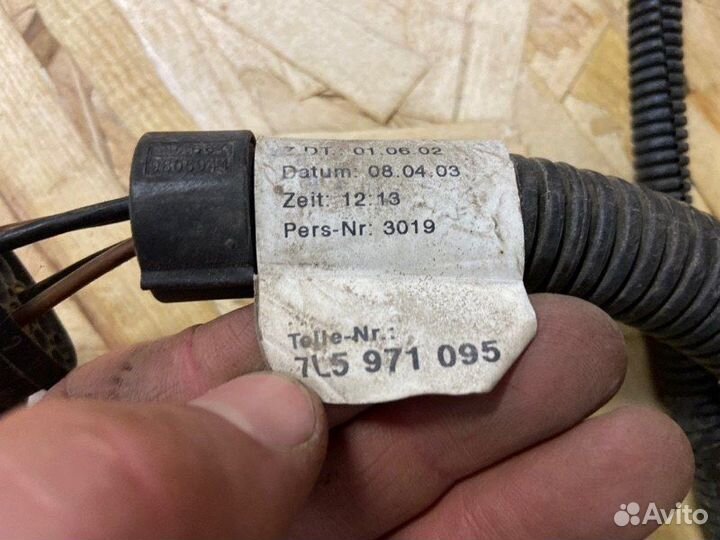 Z DT. 01.06.02
Datum: 08.04.03
Zeit: 12:13
Pers-Nr: 3019
Teile-Nr.:
7L5 971 095
Avito